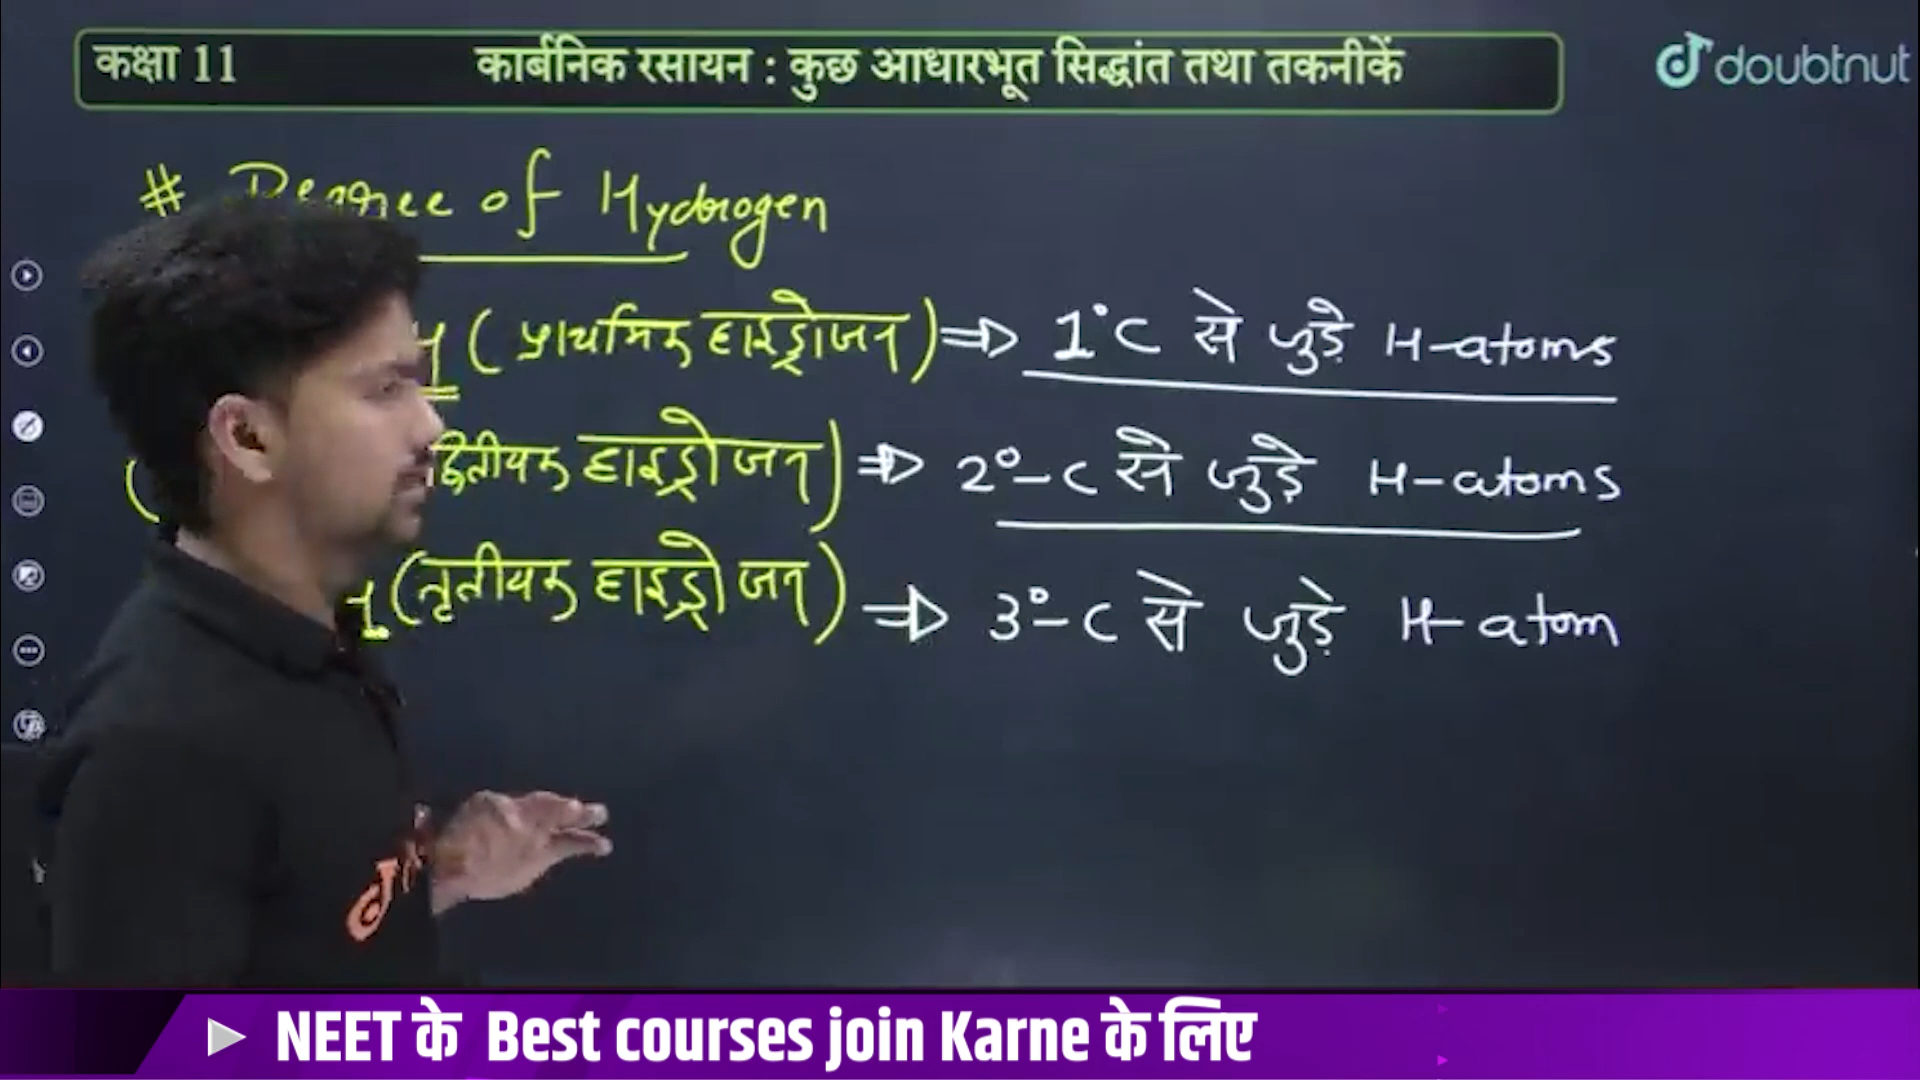 कक्षा 11 कार्बनिक रसायन : कुछ आधारभूत सिद्धांत तथा तकनीकें
doubtnut
# Degree of Hydrogen
(प्राथमिक हाइड्रोजन) ⇒ 1°C से जुड़े H-atoms
द्वितीयक हाइड्रोजन) ⇒ 2°-C से जुड़े H-atoms
(तृतीयक हाइड्रोजन) ⇒ 3°-C से जुड़े H-atom
NEET के Best courses join Karne के लिए